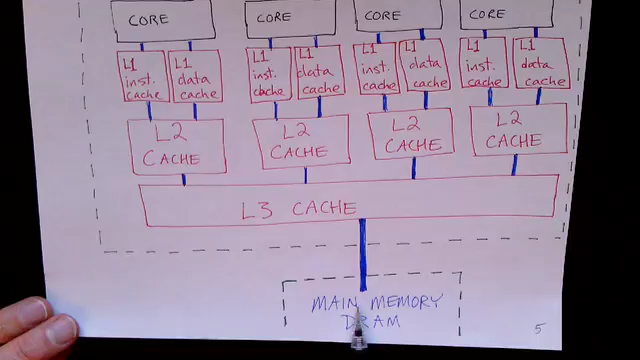 CORE CORE CORE CORE
L1 inst. cache
L1 data cache
L1 inst. cache
L1 data cache
L1 inst. cache
L1 data cache
L1 inst. cache
L1 data cache
L2 CACHE
L2 CACHE
L2 CACHE
L2 CACHE
L3 CACHE
MAIN MEMORY
DRAM
5